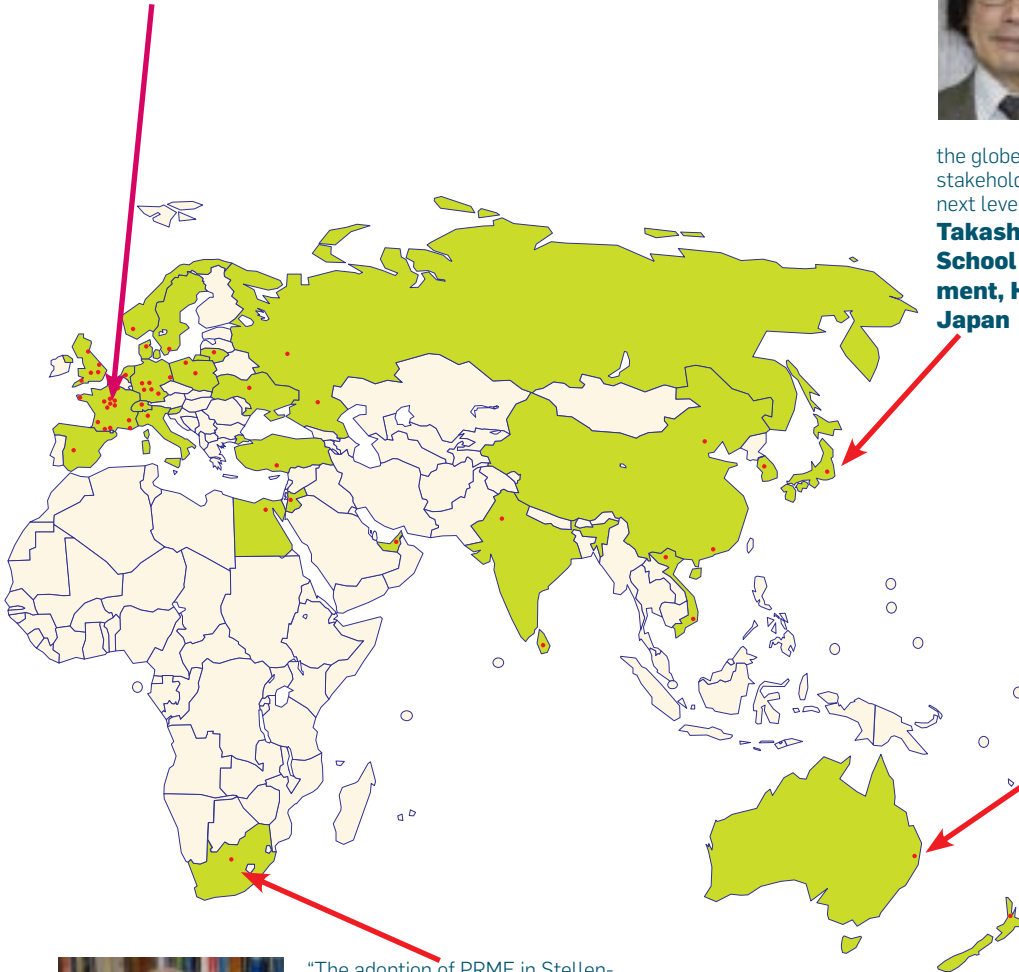 the globe
stakehold
next leve
Takash
School
ment, H
Japan
“The adoption of PRME in Stellen-